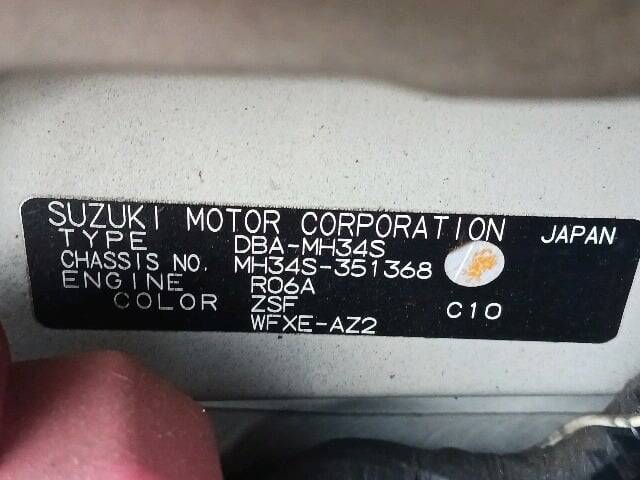 SUZUKI MOTOR CORPORATION JAPAN
TYPE DBA-MH34S
CHASSIS NO. MH34S-351368
ENGINE R06A
COLOR ZSF C10
WFXE-AZ2